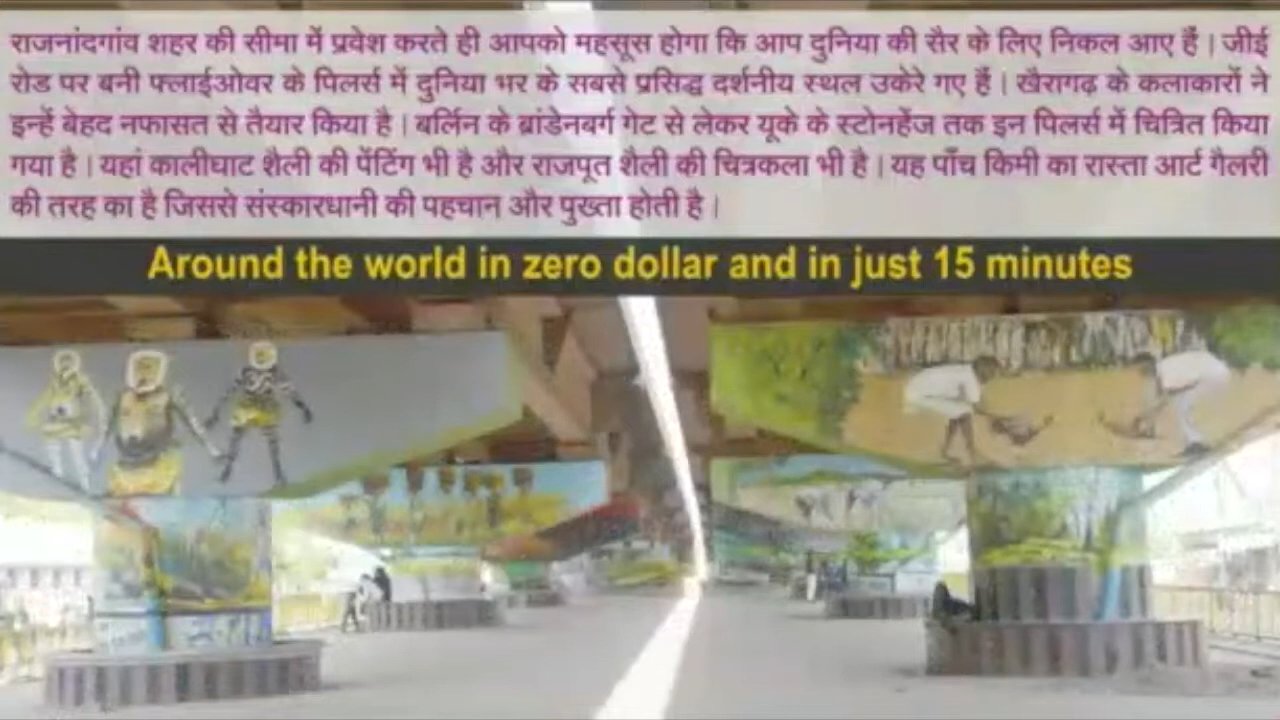 राजनांदगांव शहर की सीमा में प्रवेश करते ही आपको महसूस होगा कि आप दुनिया की सैर के लिए निकल आए हैं। जीई
रोड पर बनी फ्लाईओवर के पिलर्स में दुनिया भर के सबसे प्रसिद्ध दर्शनीय स्थल उकेरे गए हैं। खैरागढ़ के कलाकारों ने
इन्हें बेहद नफासत से तैयार किया है। बर्लिन के ब्रांडेनबर्ग गेट से लेकर यूके के स्टोनहेंज तक इन पिलर्स में चित्रित किया
गया है। यहां कालीघाट शैली की पेंटिंग भी है और राजपूत शैली की चित्रकला भी है। यह पाँच किमी का रास्ता आर्ट गैलरी
की तरह का है जिससे संस्कारधानी की पहचान और पुख्ता होती है।
Around the world in zero dollar and in just 15 minutes